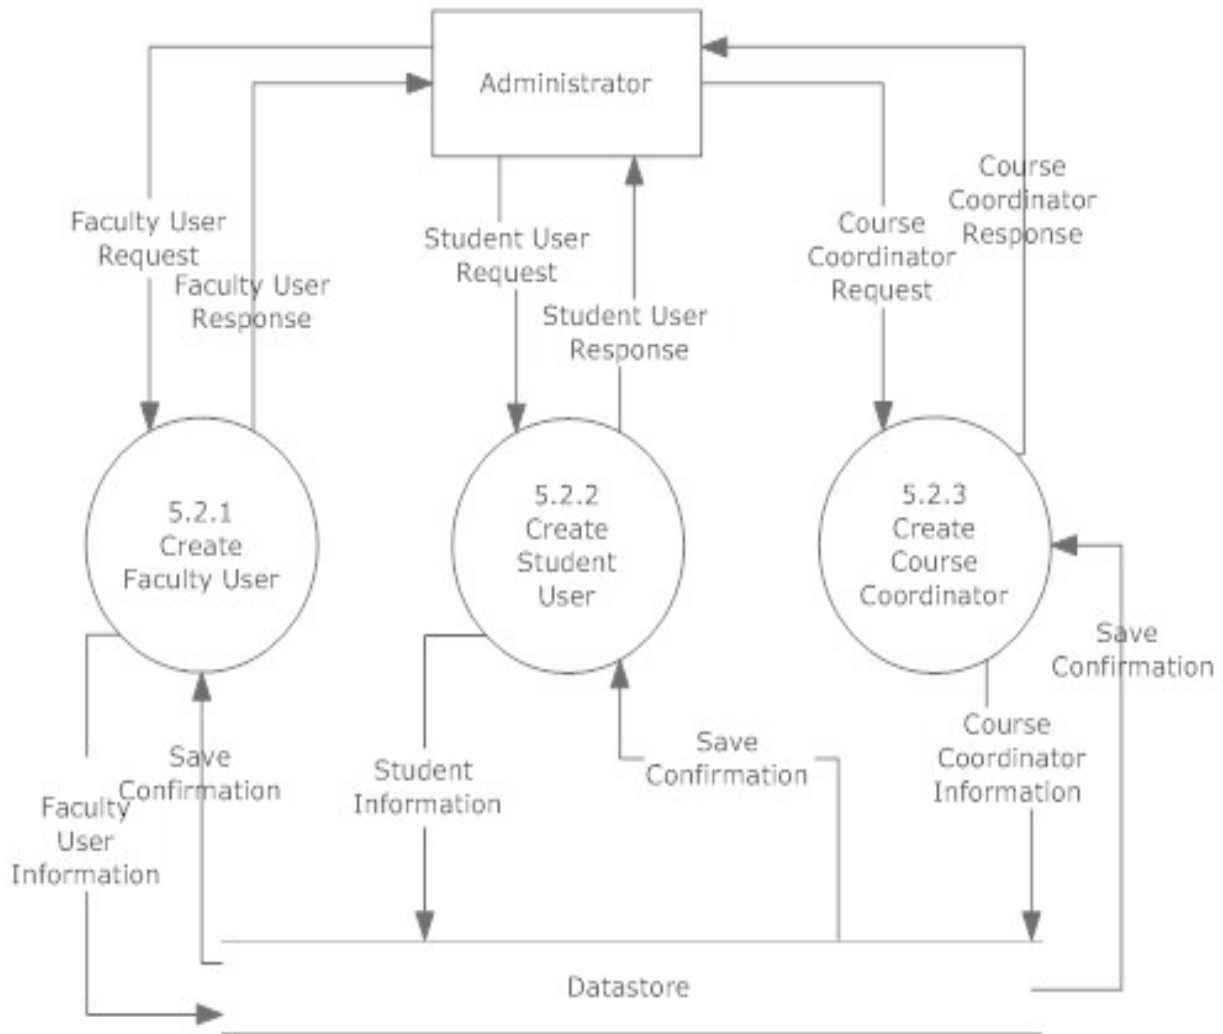 Administrator
Faculty User
Request
Faculty User
Response
Student User
Request
Student User
Response
Course
Coordinator
Request
Course
Coordinator
Response
5.2.1
Create
Faculty User
5.2.2
Create
Student
User
5.2.3
Create
Course
Coordinator
Faculty
User
Information
Save
Confirmation
Student
Information
Save
Confirmation
Course
Coordinator
Information
Save
Confirmation
Datastore